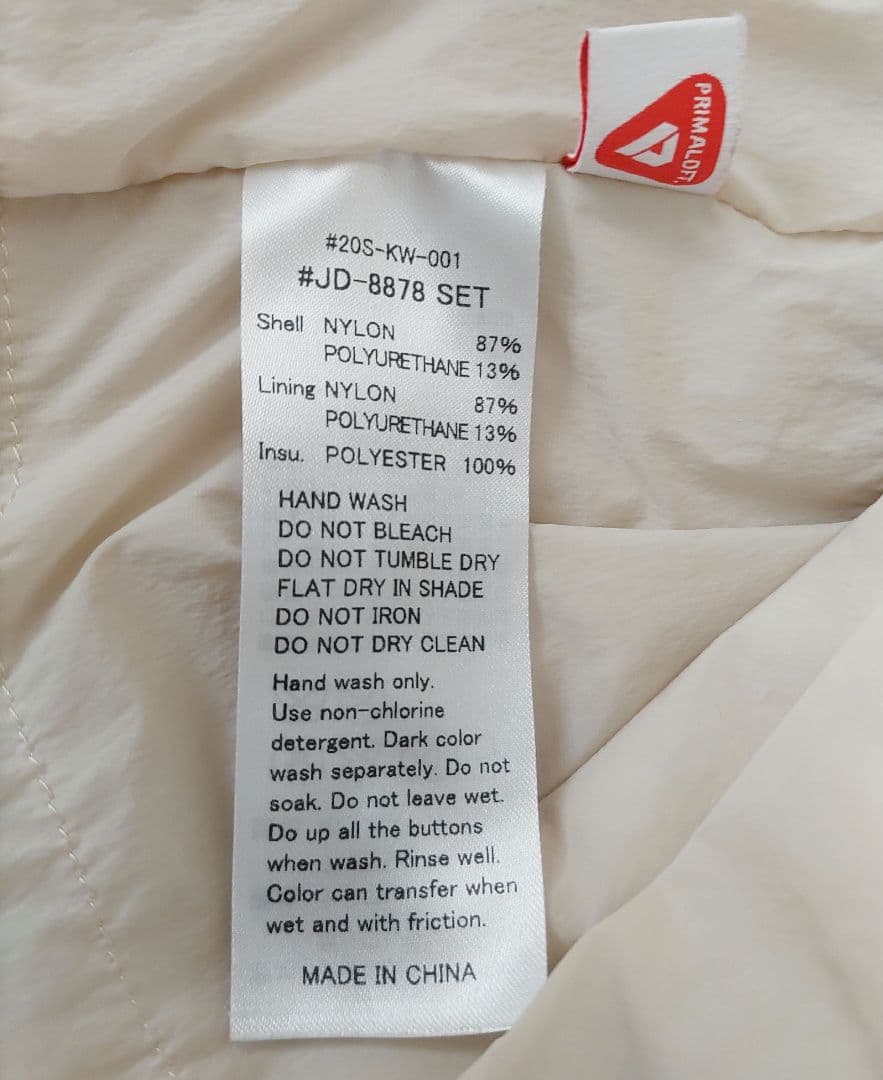 PRIMALOFT.
#20S-KW-001
#JD-8878 SET
Shell NYLON 87%
POLYURETHANE 13%
Lining NYLON 87%
POLYURETHANE 13%
Insu. POLYESTER 100%
HAND WASH
DO NOT BLEACH
DO NOT TUMBLE DRY
FLAT DRY IN SHADE
DO NOT IRON
DO NOT DRY CLEAN
Hand wash only.
Use non-chlorine
detergent. Dark color
wash separately. Do not
soak. Do not leave wet.
Do up all the buttons
when wash. Rinse well.
Color can transfer when
wet and with friction.
MADE IN CHINA